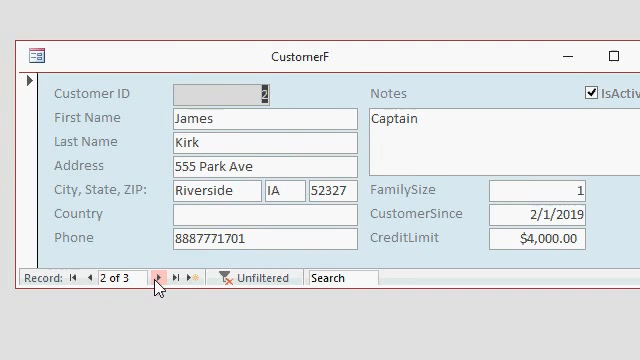 CustomerF
Customer ID 2 Notes IsActiv
First Name James Captain
Last Name Kirk
Address 555 Park Ave
City, State, ZIP: Riverside IA 52327 FamilySize 1
Country CustomerSince 2/1/2019
Phone 8887771701 CreditLimit $4,000.00
Record: 2 of 3 Unfiltered Search